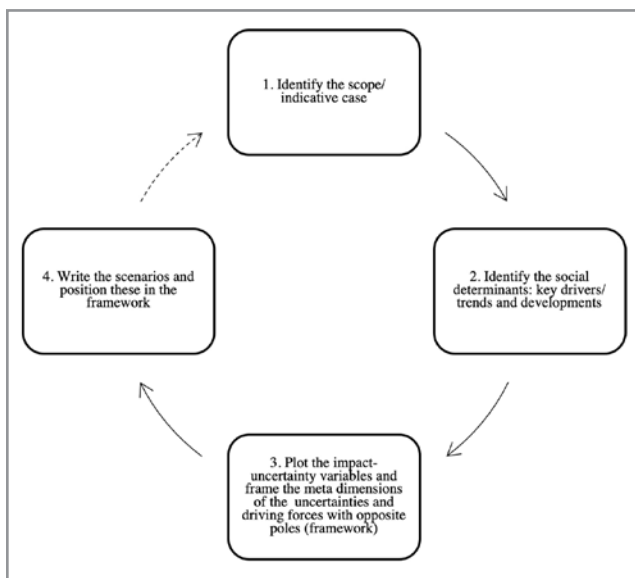 1. Identify the scope/
indicative case
2. Identify the social
determinants: key drivers/
trends and developments
3. Plot the impact-
uncertainty variables and
frame the meta dimensions
of the uncertainties and
driving forces with opposite
poles (framework)
4. Write the scenarios and
position these in the
framework